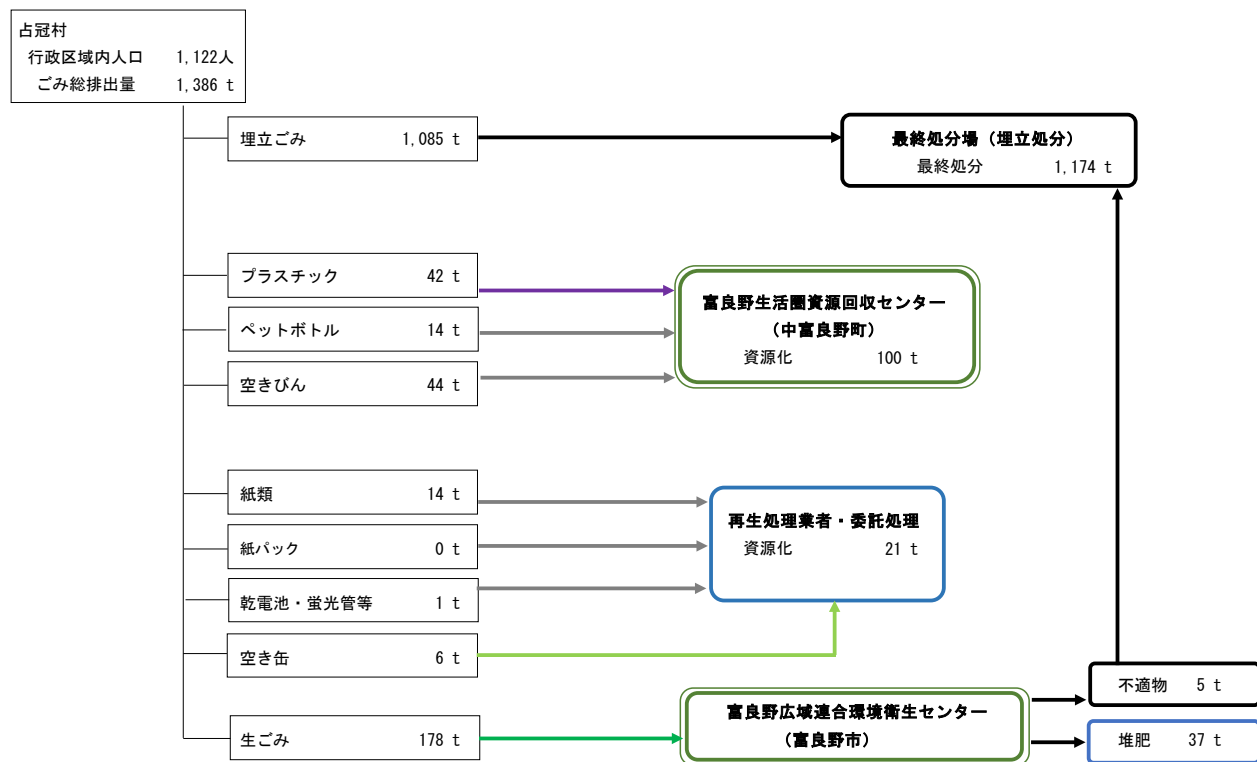 占冠村
行政区域内人口 1,122人
ごみ総排出量 1,386 t
埋立ごみ 1,085 t
最終処分場（埋立処分）
最終処分 1,174 t
プラスチック 42 t
ペットボトル 14 t
空きびん 44 t
富良野生活圏資源回収センター
（中富良野町）
資源化 100 t
紙類 14 t
紙パック 0 t
乾電池・蛍光管等 1 t
空き缶 6 t
再生処理業者・委託処理
資源化 21 t
生ごみ 178 t
富良野広域連合環境衛生センター
（富良野市）
不適物 5 t
堆肥 37 t